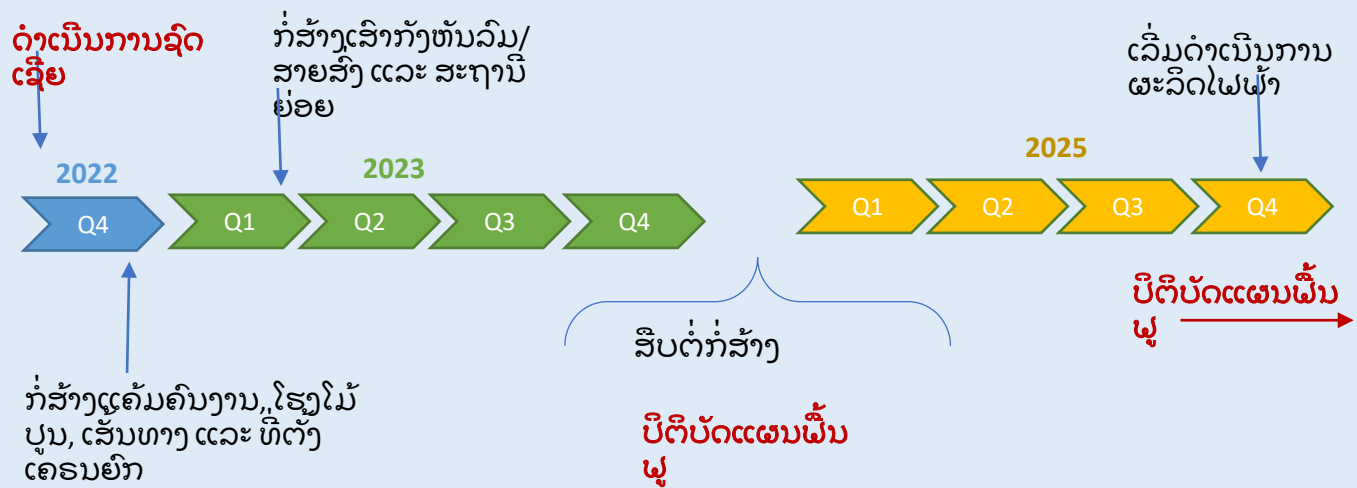 ດຳເນີນການຊົດ
ເຊີຍ
ກໍ່ສ້າງເສົາກັງຫັນລົມ/
ສາຍສົ່ງ ແລະ ສະຖານີ
ຍ່ອຍ
ເລີ່ມດຳເນີນການ
ຜະລິດໄຟຟ້າ
2022
2023
2025
Q4
Q1
Q2
Q3
Q4
Q1
Q2
Q3
Q4
ປະຕິບັດແຜນຟື້ນ
ຟູ
ສືບຕໍ່ກໍ່ສ້າງ
ກໍ່ສ້າງແຄ້ມຄົນງານ, ໂຮງໂມ້
ປູນ, ເສັ້ນທາງ ແລະ ທີ່ຕັ້ງ
ເຄຣນຍົກ
ປະຕິບັດແຜນຟື້ນ
ຟູ